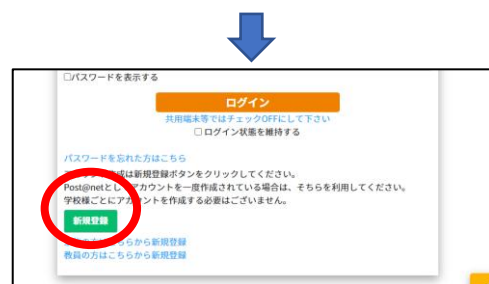 □パスワードを表示する
ログイン
共用端末等ではチェックOFFにして下さい
□ログイン状態を維持する
パスワードを忘れた方はこちら
成は新規登録ボタンをクリックしてください。
Post@netとし アカウントを一度作成されている場合は、そちらを利用してください。
学校様ごとにアカウントを作成する必要はございません。
新規登録
ちらから新規登録
教員の方はこちらから新規登録